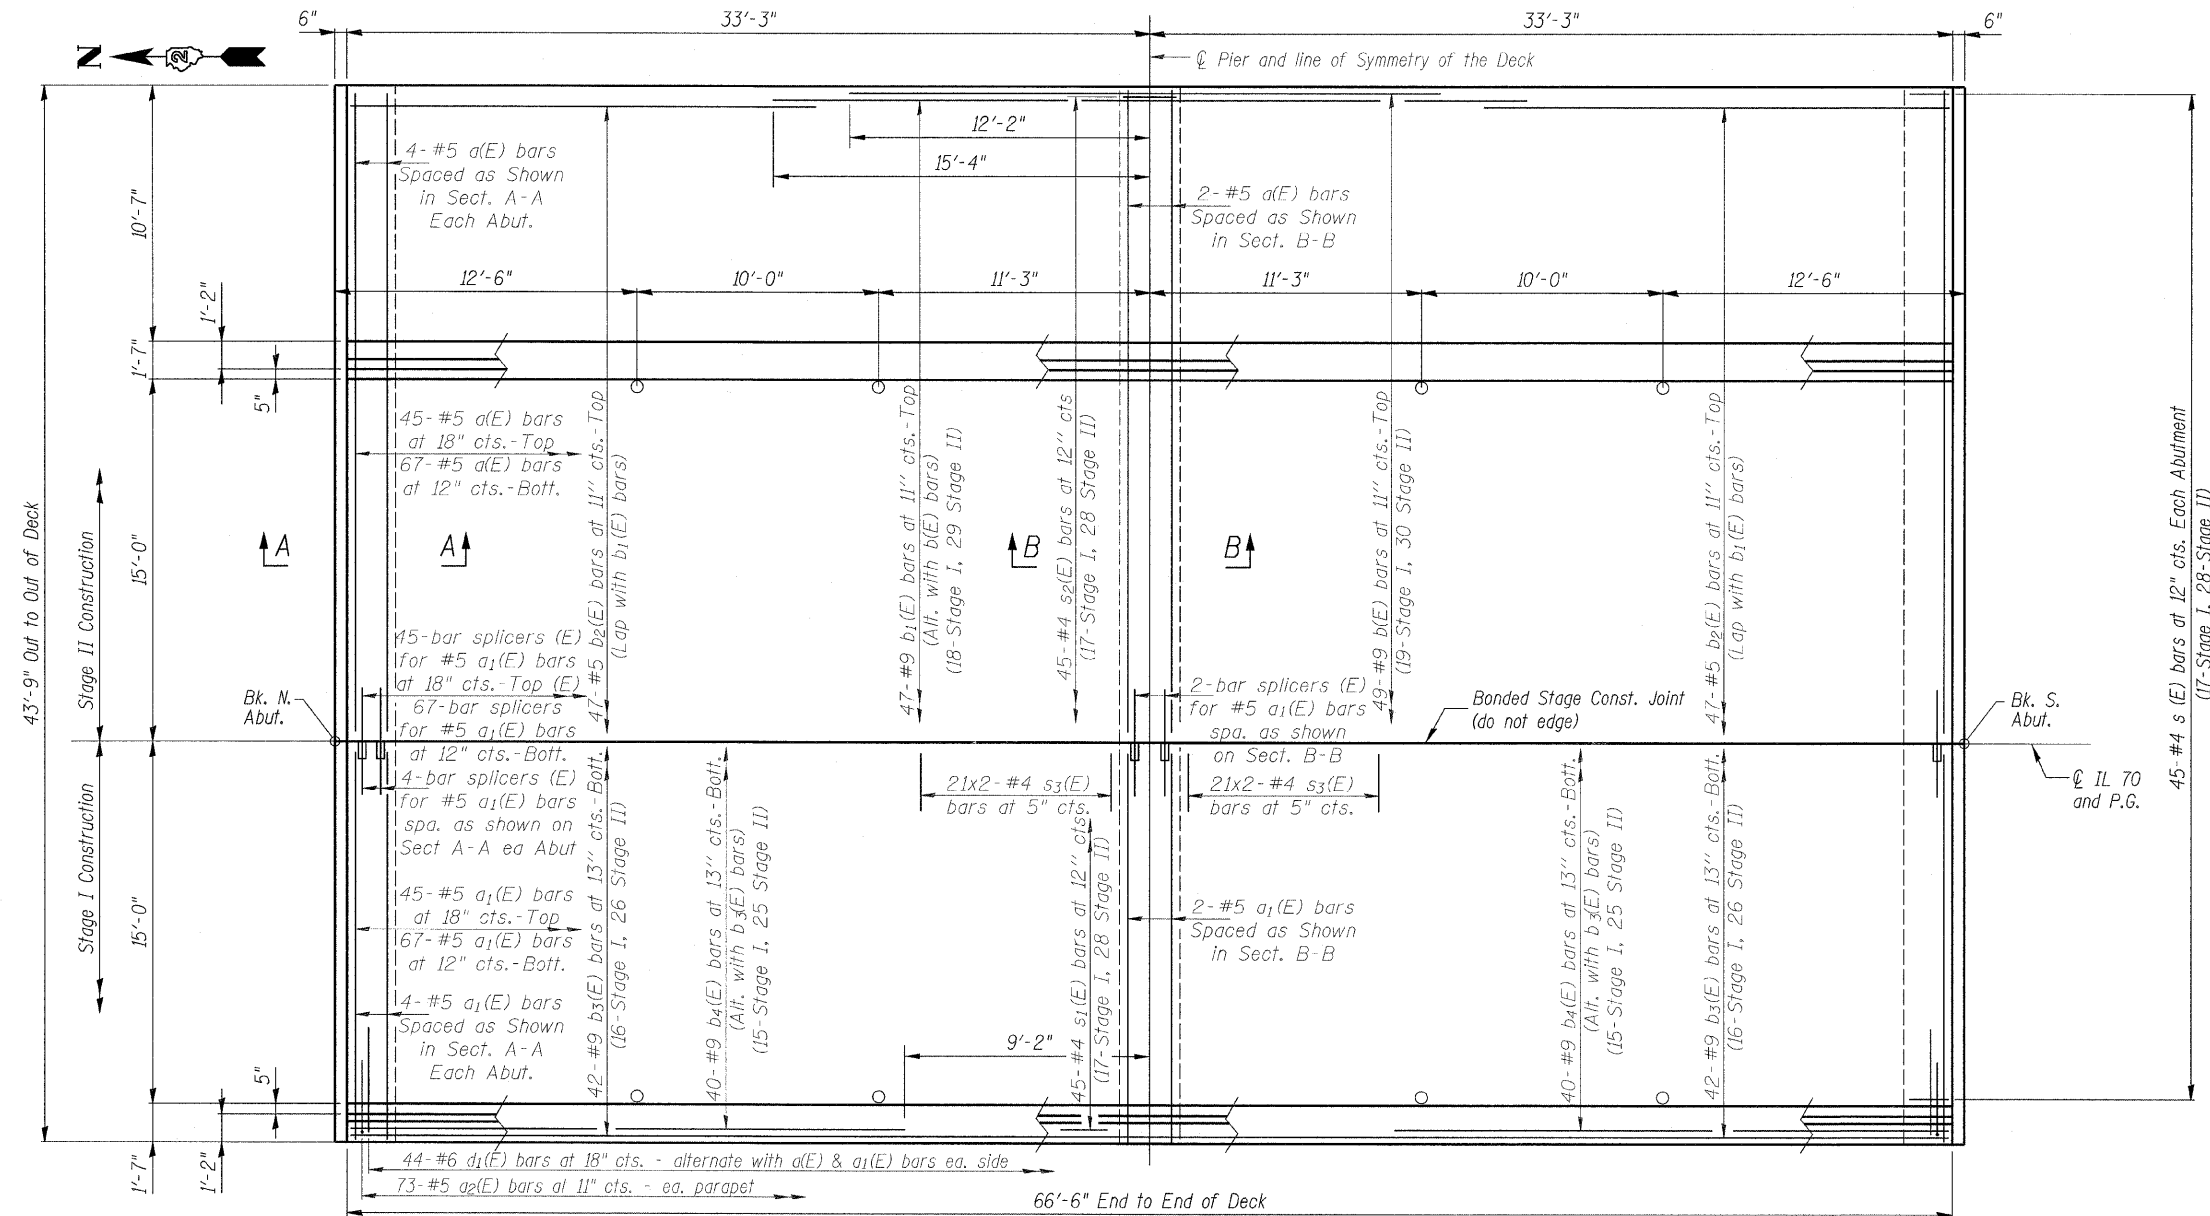 6"
33'-3"
33'-3"
6"
N
2
℄ Pier and line of Symmetry of the Deck
12'-2"
15'-4"
4-#5 a(E) bars
Spaced as Shown
in Sect. A-A
Each Abut.
2-#5 a(E) bars
Spaced as Shown
in Sect. B-B
10'-7"
12'-6"
10'-0"
11'-3"
11'-3"
10'-0"
12'-6"
1'-2"
1'-7"
5"
45-#5 a(E) bars
at 18" cts.-Top
67-#5 a(E) bars
at 12" cts.-Bott.
47-#5 b2(E) bars at 11" cts.-Top
(Lap with b1(E) bars)
47-#9 b1(E) bars at 11" cts.-Top
(Alt. with b(E) bars)
(18-Stage I, 29 Stage II)
45-#4 s2(E) bars at 12" cts
(17-Stage I, 28 Stage II)
49-#9 b(E) bars at 11" cts.-Top
(19-Stage I, 30 Stage II)
47-#5 b2(E) bars at 11" cts.-Top
(Lap with b1(E) bars)
45-#4 s (E) bars at 12" cts. Each Abutment
(17-Stage I, 28-Stage II)
43'-9" Out to Out of Deck
Stage II Construction
15'-0"
A
A
B
B
45-bar splicers (E)
for #5 a1(E) bars
at 18" cts.-Top (E)
67-bar splicers
for #5 a1(E) bars
at 12" cts.-Bott.
4-bar splicers (E)
for #5 a1(E) bars
spa. as shown on
Sect A-A ea Abut
Bk. N.
Abut.
2-bar splicers (E)
for #5 a1(E) bars
spa. as shown
on Sect. B-B
Bonded Stage Const. Joint
(do not edge)
Bk. S.
Abut.
℄ IL 70
and P.G.
21x2-#4 s3(E)
bars at 5" cts.
21x2-#4 s3(E)
bars at 5" cts.
Stage I Construction
15'-0"
45-#5 a1(E) bars
at 18" cts.-Top
67-#5 a1(E) bars
at 12" cts.-Bott.
4-#5 a1(E) bars
Spaced as Shown
in Sect. A-A
Each Abut.
42-#9 b3(E) bars at 13" cts.-Bott.
(16-Stage I, 26 Stage II)
40-#9 b4(E) bars at 13" cts.-Bott.
(Alt. with b3(E) bars)
(15-Stage I, 25 Stage II)
45-#4 s1(E) bars at 12" cts.
(17-Stage I, 28 Stage II)
2-#5 a1(E) bars
Spaced as Shown
in Sect. B-B
40-#9 b4(E) bars at 13" cts.-Bott.
(Alt. with b3(E) bars)
(15-Stage I, 25 Stage II)
42-#9 b3(E) bars at 13" cts.-Bott.
(16-Stage I, 26 Stage II)
9'-2"
5"
1'-7"
1'-2"
44-#6 d1(E) bars at 18" cts. - alternate with a(E) & a1(E) bars ea. side
73-#5 a2(E) bars at 11" cts. - ea. parapet
66'-6" End to End of Deck